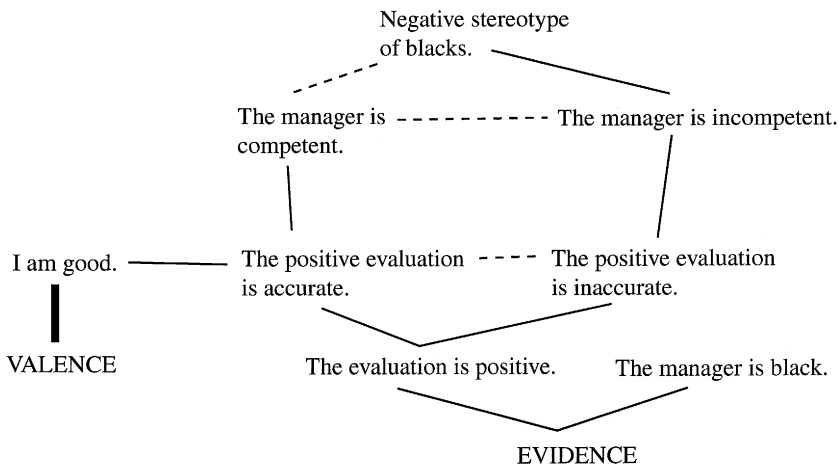 Negative stereotype
of blacks.
The manager is
competent.
The manager is incompetent.
I am good.
The positive evaluation
is accurate.
The positive evaluation
is inaccurate.
VALENCE
The evaluation is positive.
The manager is black.
EVIDENCE